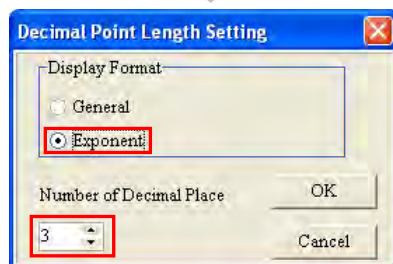 Decimal Point Length Setting
Display Format
General
Exponent
Number of Decimal Place
OK
3
Cancel